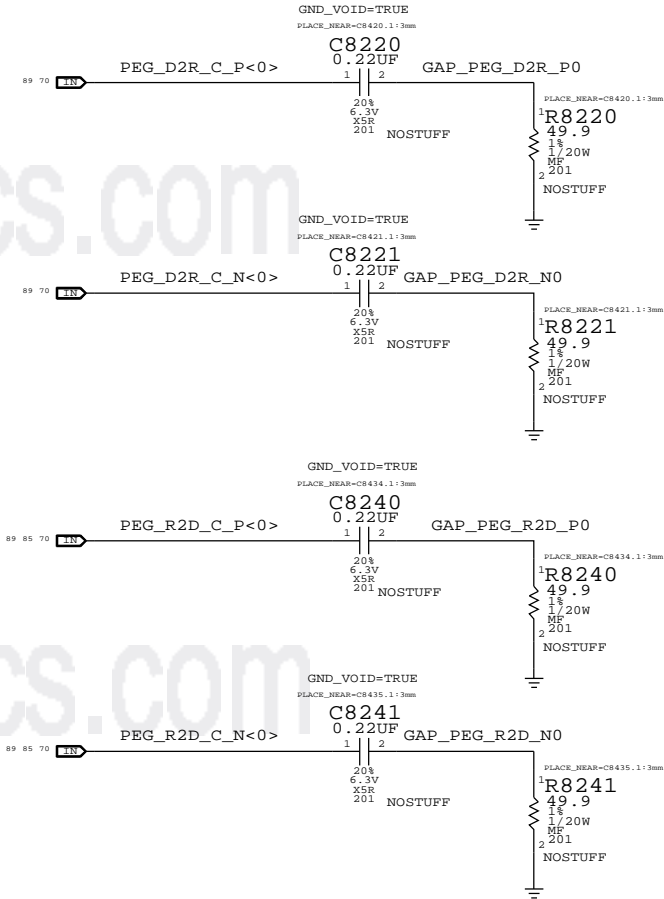 GND_VOID=TRUE
PLACE_NEAR=C8420.1:3mm
C8220
0.22UF
PEG_D2R_C_P<0>
GAP_PEG_D2R_P0
89 70 IN
1 2
20%
6.3V
X5R
201
NOSTUFF
PLACE_NEAR=C8420.1:3mm
1
R8220
49.9
1%
1/20W
MF
201
2
NOSTUFF
cs.com
GND_VOID=TRUE
PLACE_NEAR=C8421.1:3mm
C8221
0.22UF
PEG_D2R_C_N<0>
GAP_PEG_D2R_N0
89 70 IN
1 2
20%
6.3V
X5R
201
NOSTUFF
PLACE_NEAR=C8421.1:3mm
1
R8221
49.9
1%
1/20W
MF
201
2
NOSTUFF
GND_VOID=TRUE
PLACE_NEAR=C8434.1:3mm
C8240
0.22UF
PEG_R2D_C_P<0>
GAP_PEG_R2D_P0
89 85 70 IN
1 2
20%
6.3V
X5R
201
NOSTUFF
PLACE_NEAR=C8434.1:3mm
1
R8240
49.9
1%
1/20W
MF
201
2
NOSTUFF
cs.com
GND_VOID=TRUE
PLACE_NEAR=C8435.1:3mm
C8241
0.22UF
PEG_R2D_C_N<0>
GAP_PEG_R2D_N0
89 85 70 IN
1 2
20%
6.3V
X5R
201
NOSTUFF
PLACE_NEAR=C8435.1:3mm
1
R8241
49.9
1%
1/20W
MF
201
2
NOSTUFF